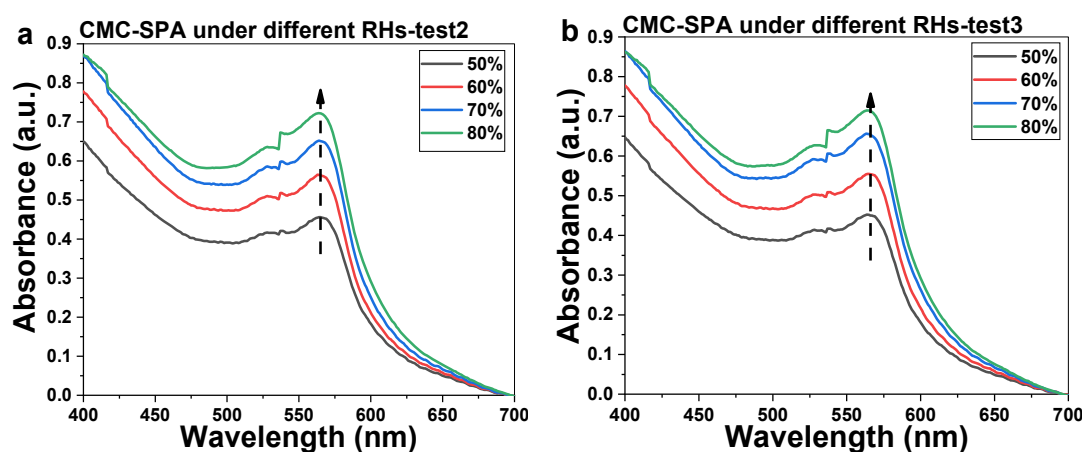 a
CMC-SPA under different RHs-test2
0.9
0.8
0.7
0.6
0.5
0.4
0.3
0.2
0.1
0.0
Absorbance (a.u.)
50%
60%
70%
80%
400 450 500 550 600 650 700
Wavelength (nm)
b
CMC-SPA under different RHs-test3
0.9
0.8
0.7
0.6
0.5
0.4
0.3
0.2
0.1
0.0
Absorbance (a.u.)
50%
60%
70%
80%
400 450 500 550 600 650 700
Wavelength (nm)